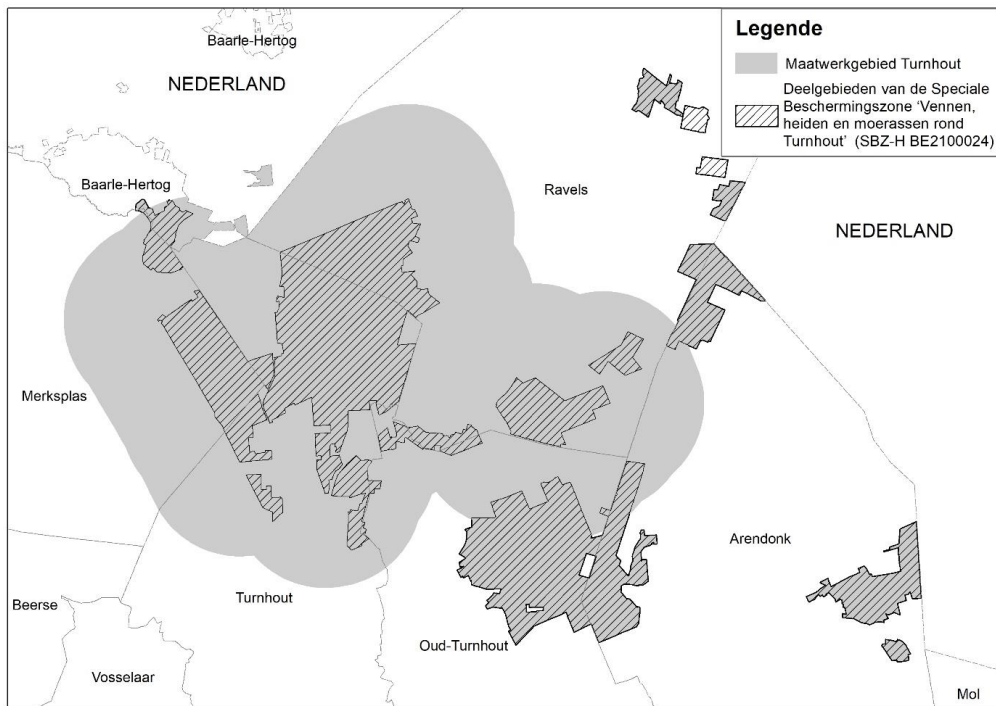 Baarle-Hertog
NEDERLAND
Legende
Maatwerkgebied Turnhout
Deelgebieden van de Speciale
Beschermingszone 'Vennen,
heiden en moerassen rond
Turnhout' (SBZ-H BE2100024)
Baarle-Hertog
Ravels
NEDERLAND
Merksplas
Arendonk
Turnhout
Beerse
Oud-Turnhout
Vosselaar
Mol